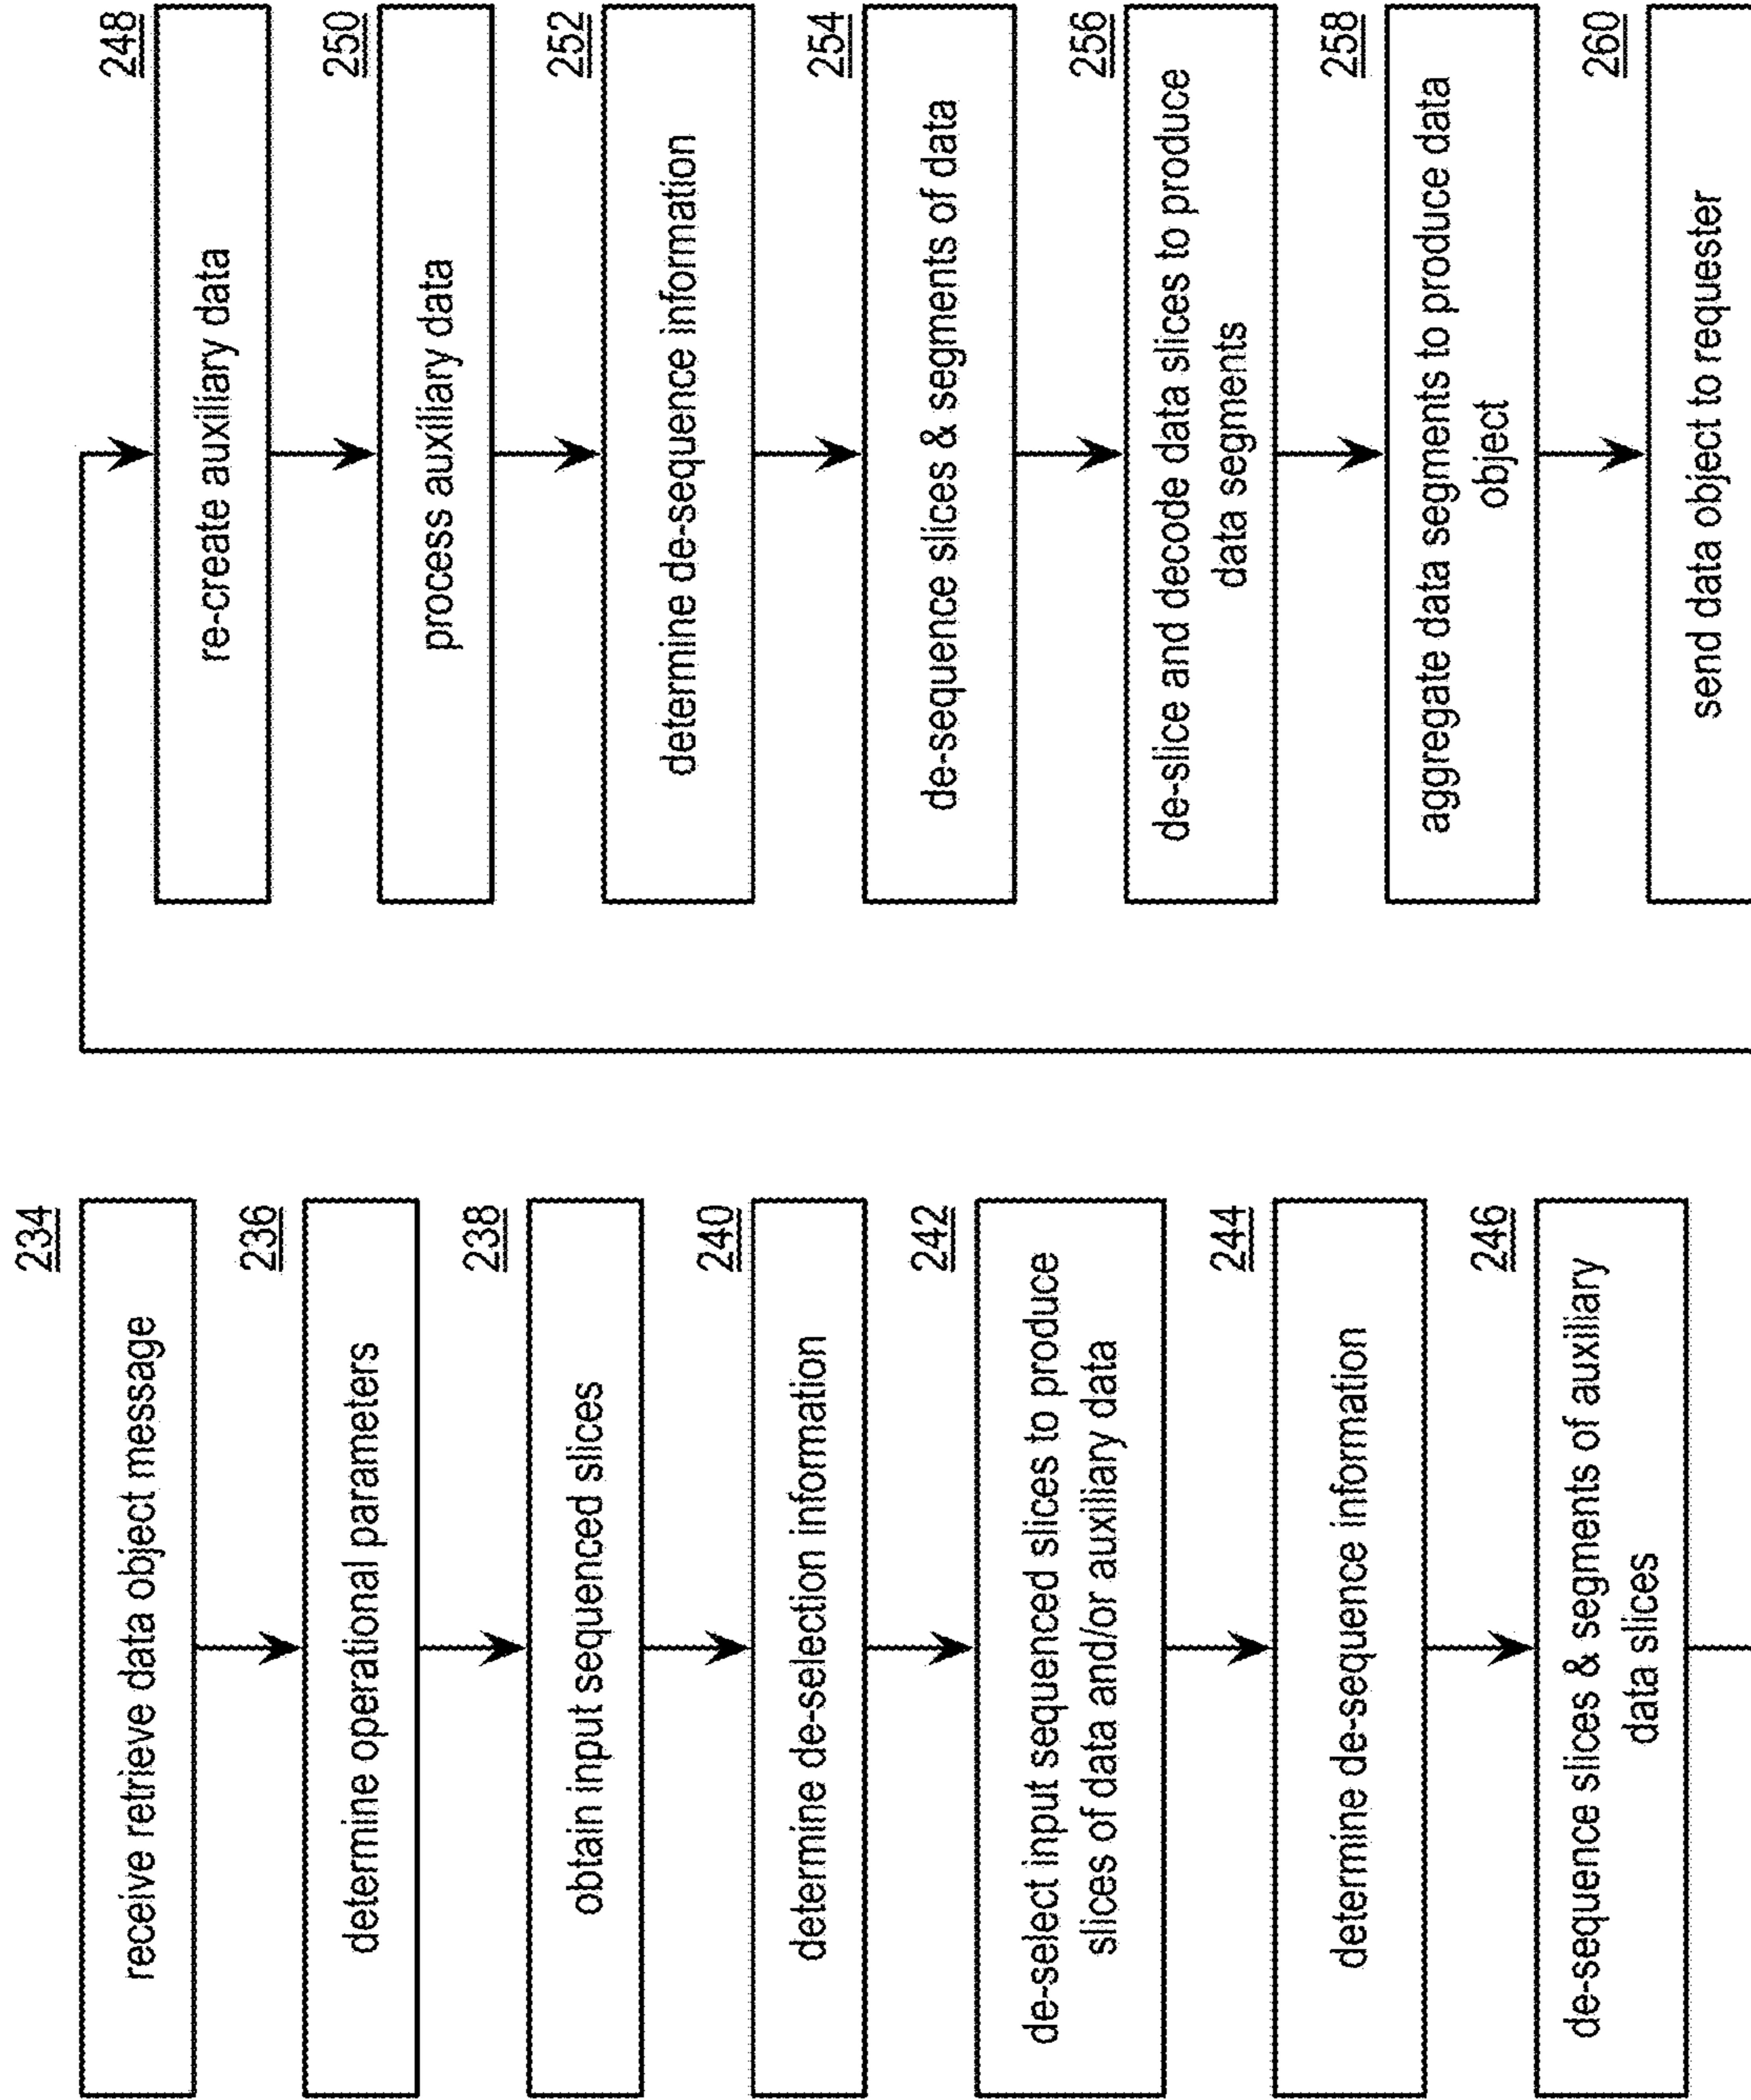 234
receive retrieve data object message
236
determine operational parameters
238
obtain input sequenced slices
240
determine de-selection information
242
de-select input sequenced slices to produce
slices of data and/or auxiliary data
244
determine de-sequence information
246
de-sequence slices & segments of auxiliary
data slices
248
re-create auxiliary data
250
process auxiliary data
252
determine de-sequence information
254
de-sequence slices & segments of data
256
de-slice and decode data slices to produce
data segments
258
aggregate data segments to produce data
object
260
send data object to requester